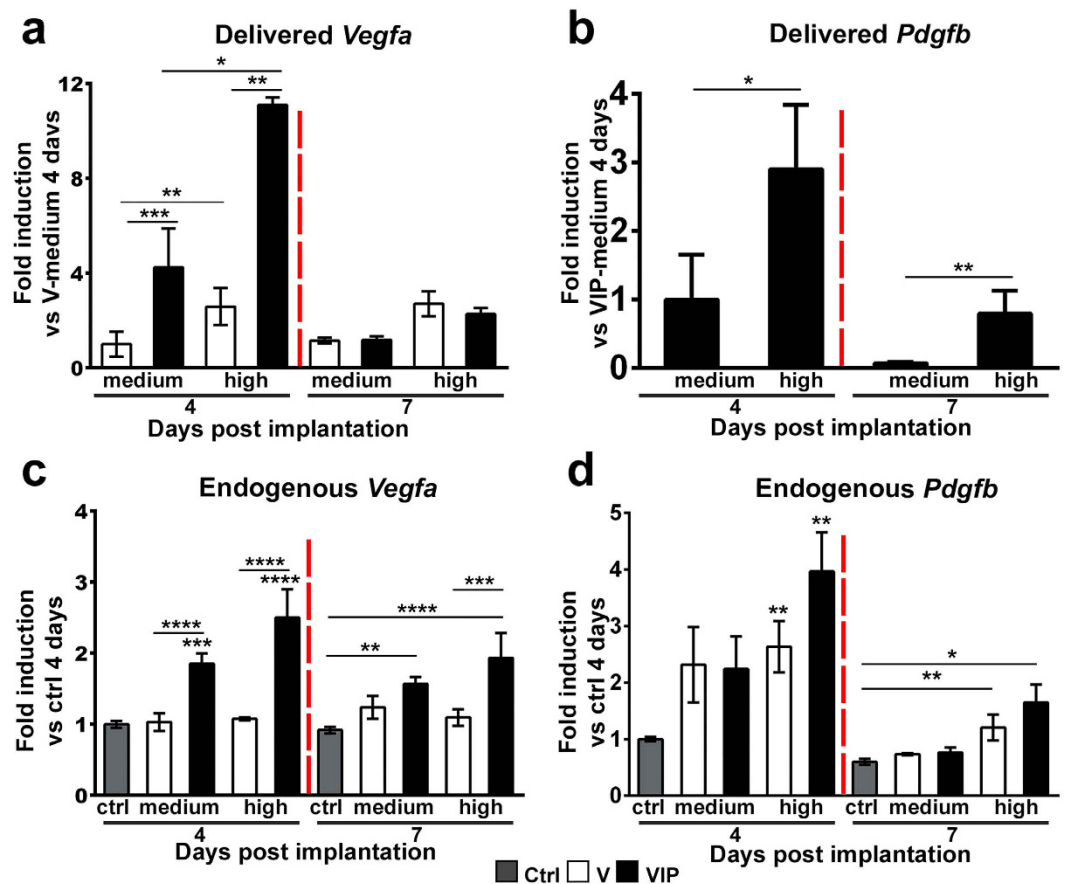 a
Delivered Vegfa
Fold induction
vs V-medium 4 days
12
8
4
0
*
**
**
***
medium high medium high
4 7
Days post implantation
b
Delivered Pdgfb
Fold induction
vs VIP-medium 4 days
4
3
2
1
0
*
**
medium high medium high
4 7
Days post implantation
c
Endogenous Vegfa
Fold induction
vs ctrl 4 days
4
3
2
1
0
****
***
****
****
**
****
***
ctrl medium high ctrl medium high
4 7
Days post implantation
d
Endogenous Pdgfb
Fold induction
vs ctrl 4 days
5
4
3
2
1
0
**
**
*
**
ctrl medium high ctrl medium high
4 7
Days post implantation
Ctrl V VIP